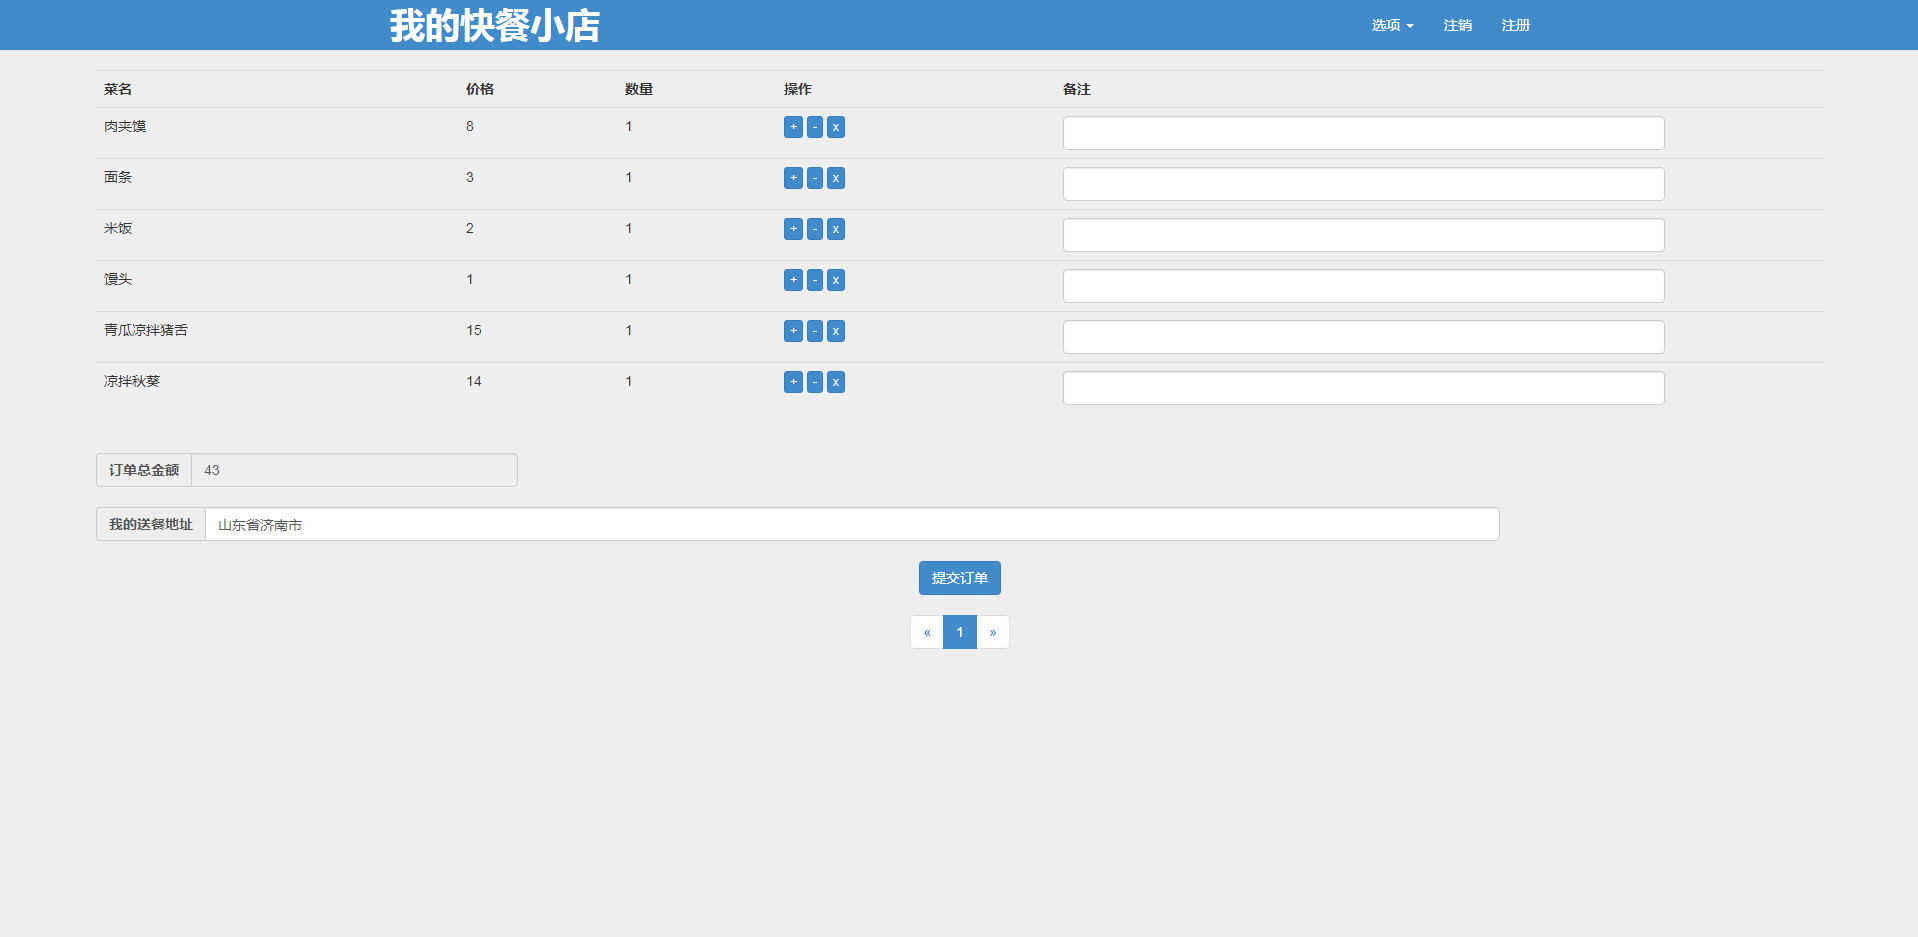 我的快餐小店 选项 注销 注册
菜名 价格 数量 操作 备注
肉夹馍 8 1 + - x
面条 3 1 + - x
米饭 2 1 + - x
馒头 1 1 + - x
青瓜凉拌猪舌 15 1 + - x
凉拌秋葵 14 1 + - x
订单总金额 43
我的送餐地址 山东省济南市
提交订单
« 1 »